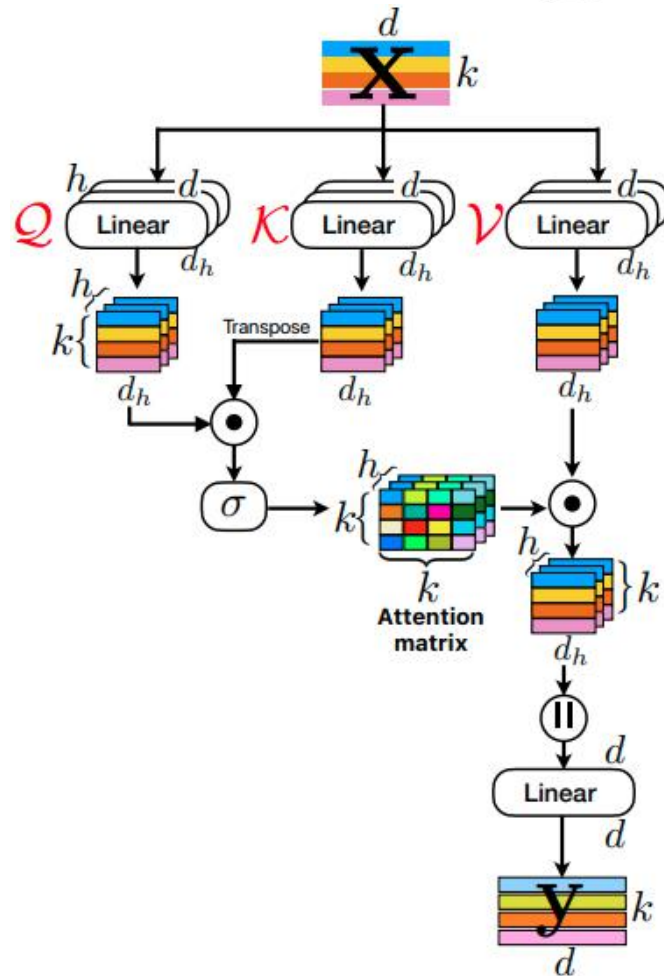 d
X k
h d d d
Q Linear K Linear V Linear
d_h d_h d_h
h
k Transpose
d_h d_h d_h
h
σ k
h
k k
Attention
matrix
d_h
d
Linear
d
y k
d